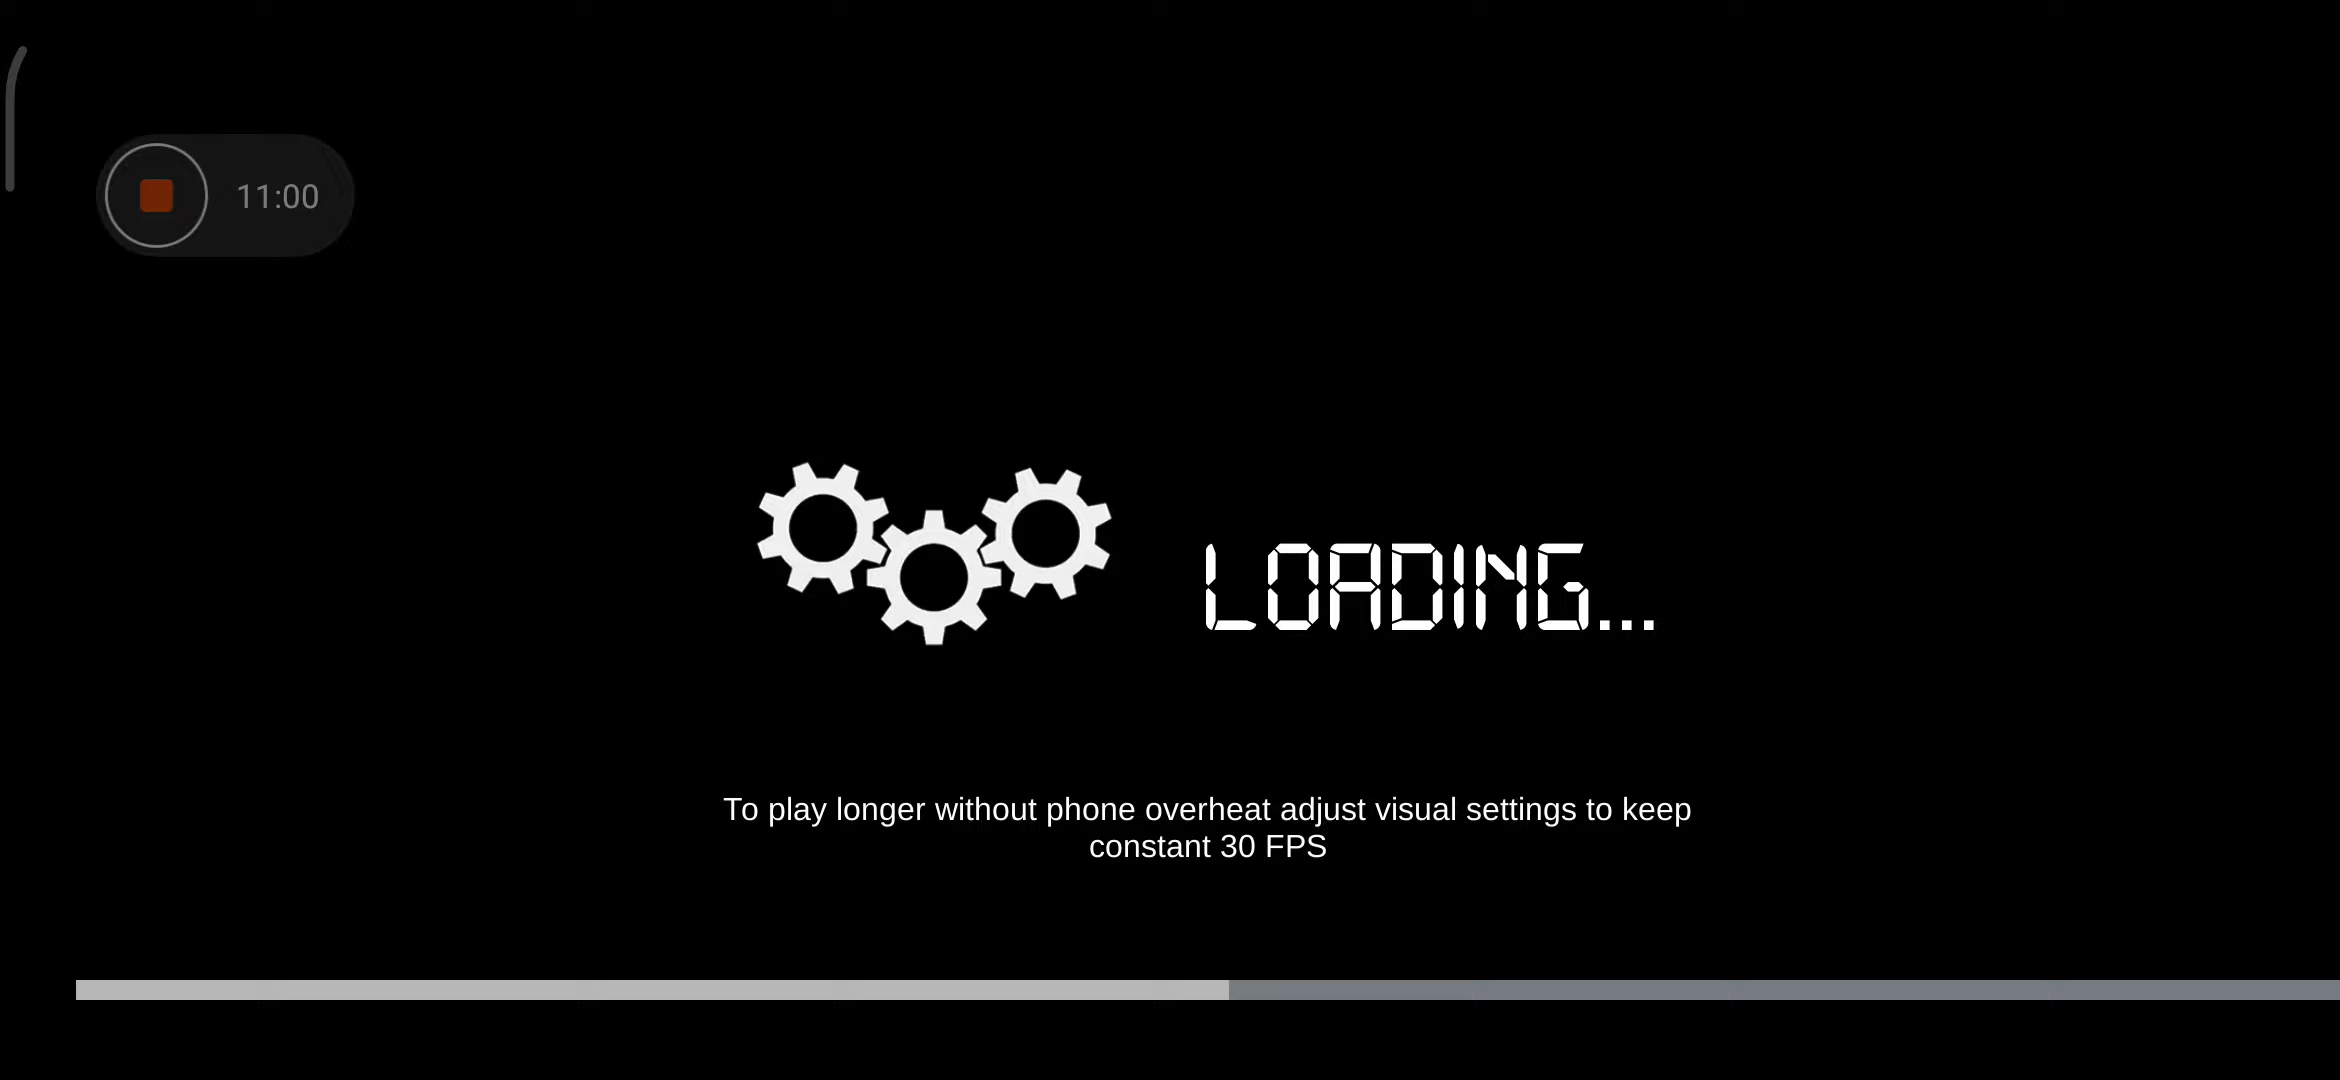 11:00
LOADING...
To play longer without phone overheat adjust visual settings to keep
constant 30 FPS